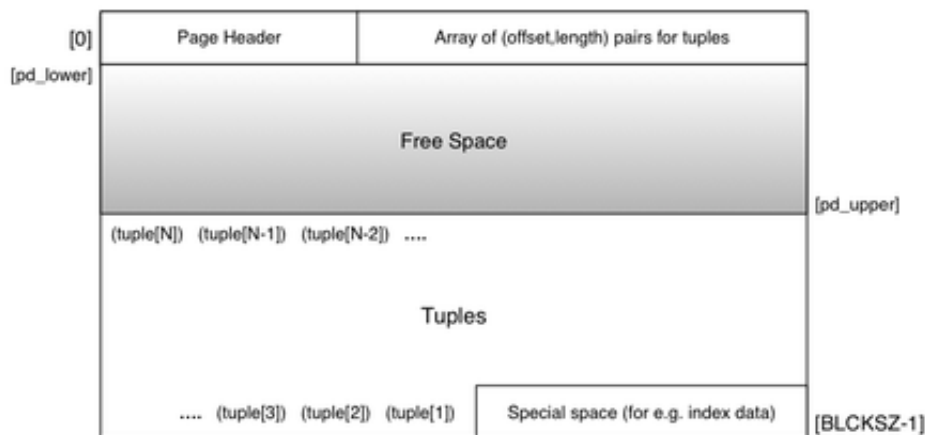 [0] Page Header Array of (offset,length) pairs for tuples
[pd_lower]
Free Space
[pd_upper]
(tuple[N]) (tuple[N-1]) (tuple[N-2]) ....
Tuples
.... (tuple[3]) (tuple[2]) (tuple[1]) Special space (for e.g. index data) [BLCKSZ-1]